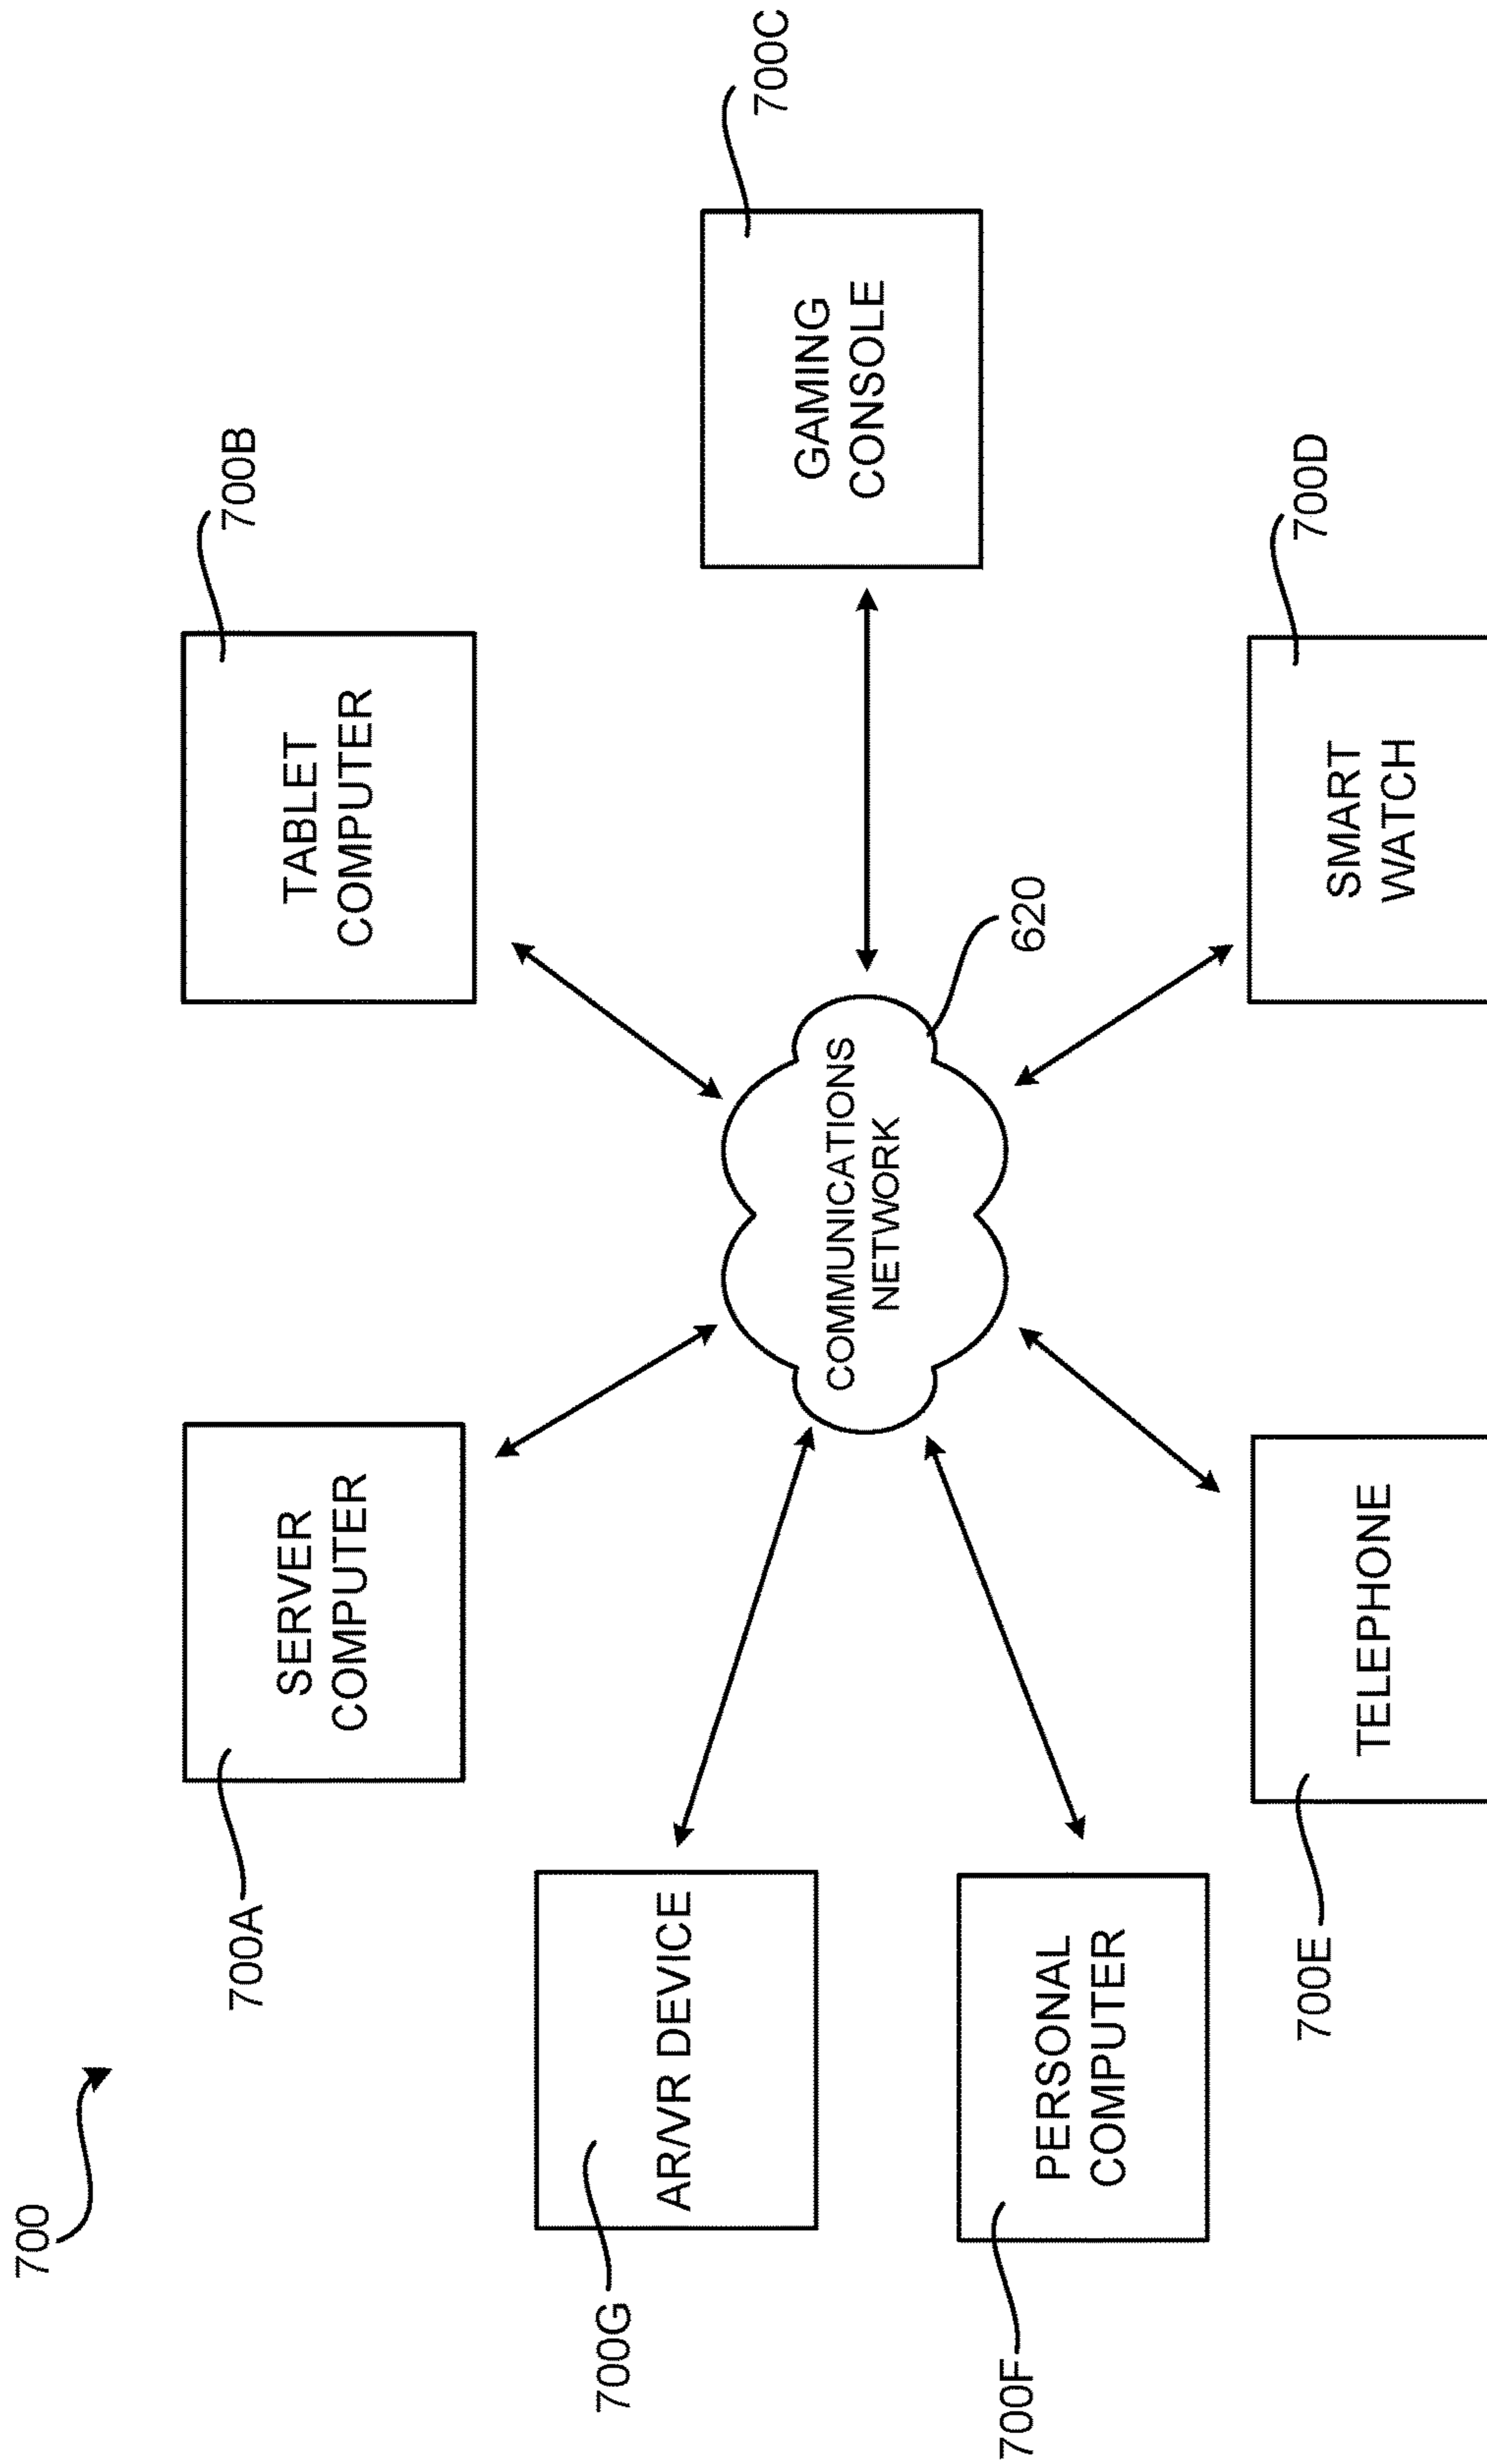 700
700A
SERVER
COMPUTER
700B
TABLET
COMPUTER
700G
AR/VR DEVICE
COMMUNICATIONS
NETWORK
620
700C
GAMING
CONSOLE
700F
PERSONAL
COMPUTER
700E
TELEPHONE
700D
SMART
WATCH